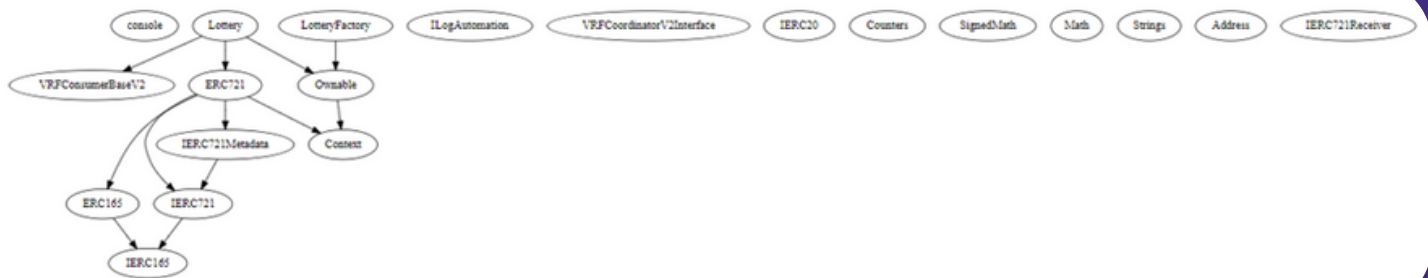 console Lottery LotteryFactory ILogAutomation VRFCoordinatorV2Interface IERC20 Counters SignedMath Math Strings Address IERC721Receiver
VRFConsumerBaseV2 ERC721 Ownable
IERC721Metadata Context
ERC165 IERC721
IERC165